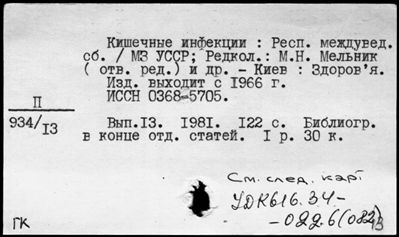 Кишечные инфекции : Респ. междувед.
сб. / МЗ УССР; Редкол.: М.Н. Мельник
( отв. ред.) и др. – Киев : Здоров'я.
Изд. выходит с 1966 г.
ИССН 0368-5705.
П
934/13
Вып.13. 1981. 122 с. Библиогр.
в конце отд. статей. 1 р. 30 к.
См. след. карт
УДК616.34-
-022.6(082)
ГК